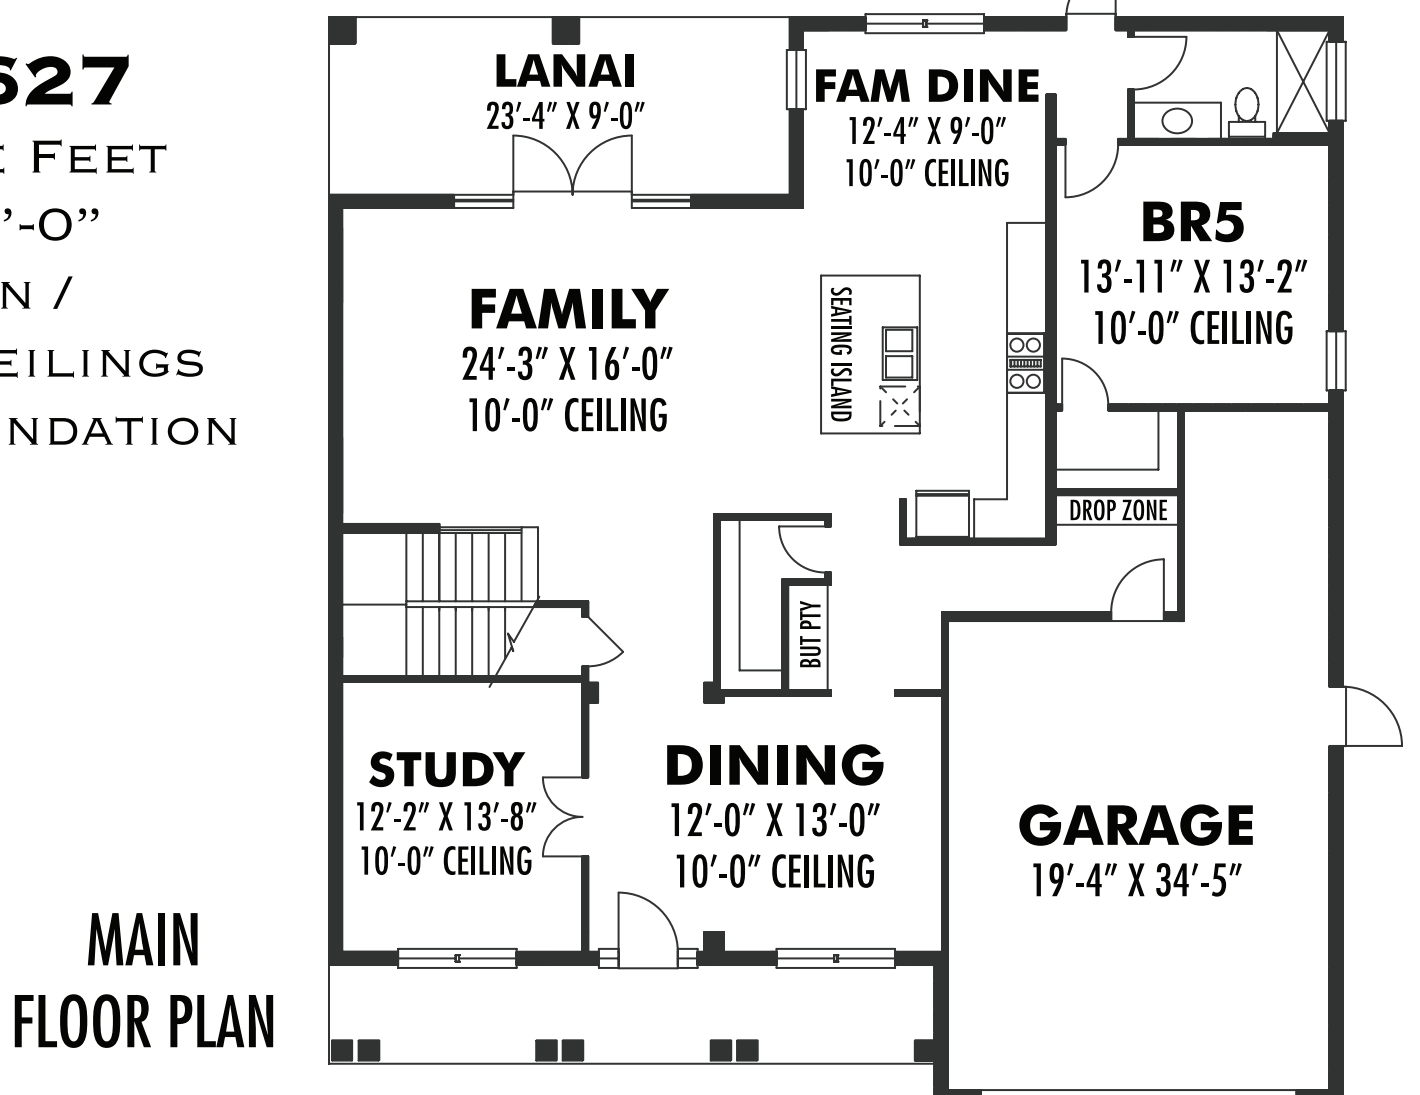 627
FEET
'-0"
N /
EILINGS
NDATION
LANAI
23'-4" X 9'-0"
FAM DINE
12'-4" X 9'-0"
10'-0" CEILING
BR5
13'-11" X 13'-2"
10'-0" CEILING
FAMILY
24'-3" X 16'-0"
10'-0" CEILING
SEATING ISLAND
DROP ZONE
BUT PTY
STUDY
12'-2" X 13'-8"
10'-0" CEILING
DINING
12'-0" X 13'-0"
10'-0" CEILING
GARAGE
19'-4" X 34'-5"
MAIN
FLOOR PLAN